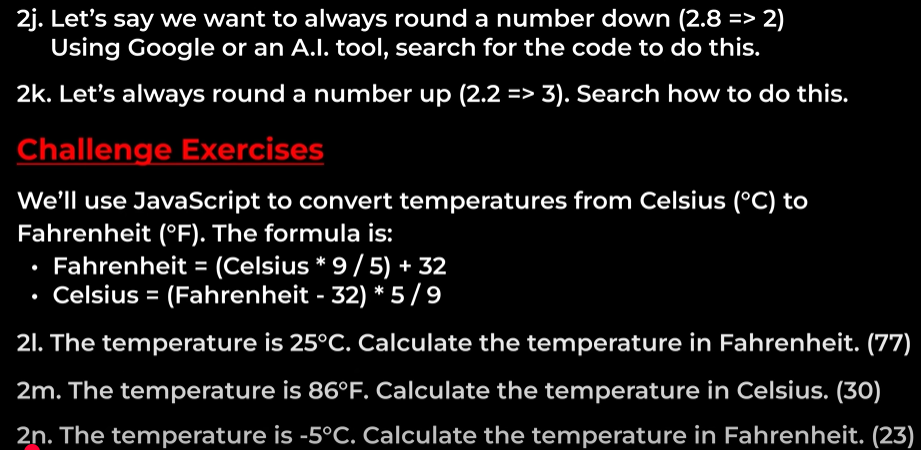 2j. Let’s say we want to always round a number down (2.8 => 2)
Using Google or an A.I. tool, search for the code to do this.
2k. Let’s always round a number up (2.2 => 3). Search how to do this.
Challenge Exercises
We’ll use JavaScript to convert temperatures from Celsius (°C) to
Fahrenheit (°F). The formula is:
• Fahrenheit = (Celsius * 9 / 5) + 32
• Celsius = (Fahrenheit - 32) * 5 / 9
2l. The temperature is 25°C. Calculate the temperature in Fahrenheit. (77)
2m. The temperature is 86°F. Calculate the temperature in Celsius. (30)
2n. The temperature is -5°C. Calculate the temperature in Fahrenheit. (23)